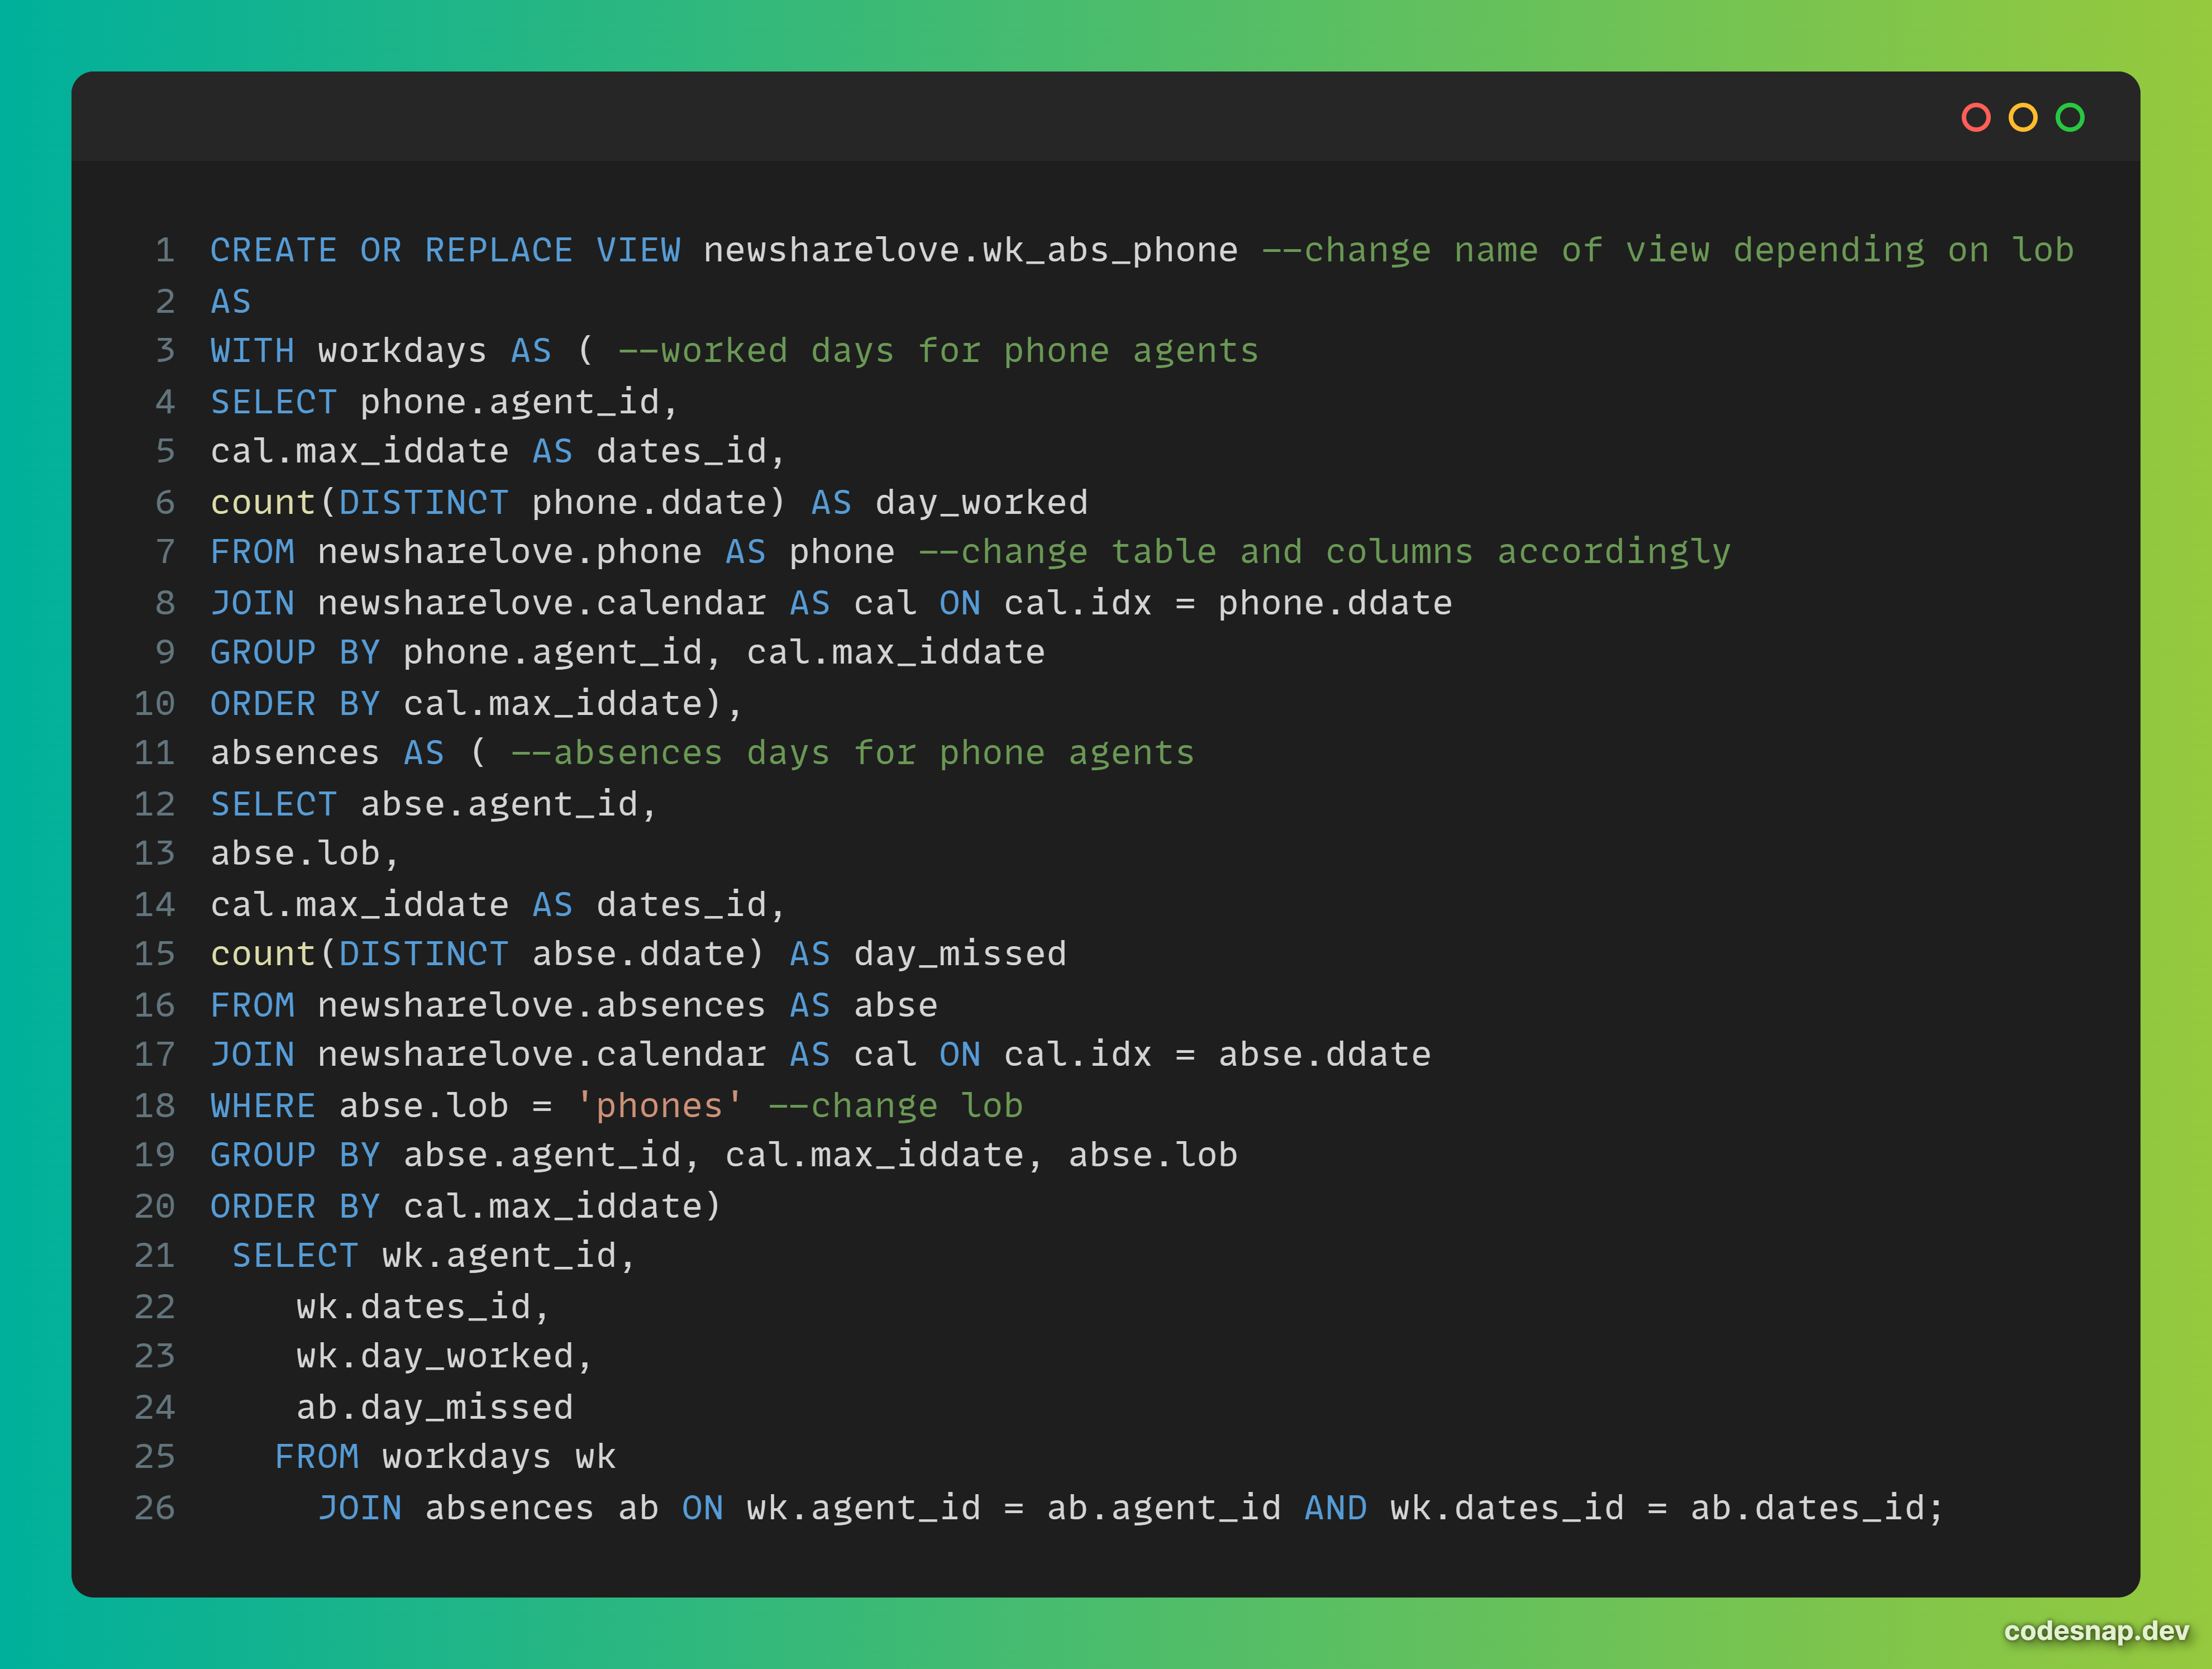 1 CREATE OR REPLACE VIEW newsharelove.wk_abs_phone --change name of view depending on lob
2 AS
3 WITH workdays AS ( --worked days for phone agents
4 SELECT phone.agent_id,
5 cal.max_iddate AS dates_id,
6 count(DISTINCT phone.ddate) AS day_worked
7 FROM newsharelove.phone AS phone --change table and columns accordingly
8 JOIN newsharelove.calendar AS cal ON cal.idx = phone.ddate
9 GROUP BY phone.agent_id, cal.max_iddate
10 ORDER BY cal.max_iddate),
11 absences AS ( --absences days for phone agents
12 SELECT abse.agent_id,
13 abse.lob,
14 cal.max_iddate AS dates_id,
15 count(DISTINCT abse.ddate) AS day_missed
16 FROM newsharelove.absences AS abse
17 JOIN newsharelove.calendar AS cal ON cal.idx = abse.ddate
18 WHERE abse.lob = 'phones' --change lob
19 GROUP BY abse.agent_id, cal.max_iddate, abse.lob
20 ORDER BY cal.max_iddate)
21  SELECT wk.agent_id,
22     wk.dates_id,
23     wk.day_worked,
24     ab.day_missed
25    FROM workdays wk
26      JOIN absences ab ON wk.agent_id = ab.agent_id AND wk.dates_id = ab.dates_id;
codesnap.dev